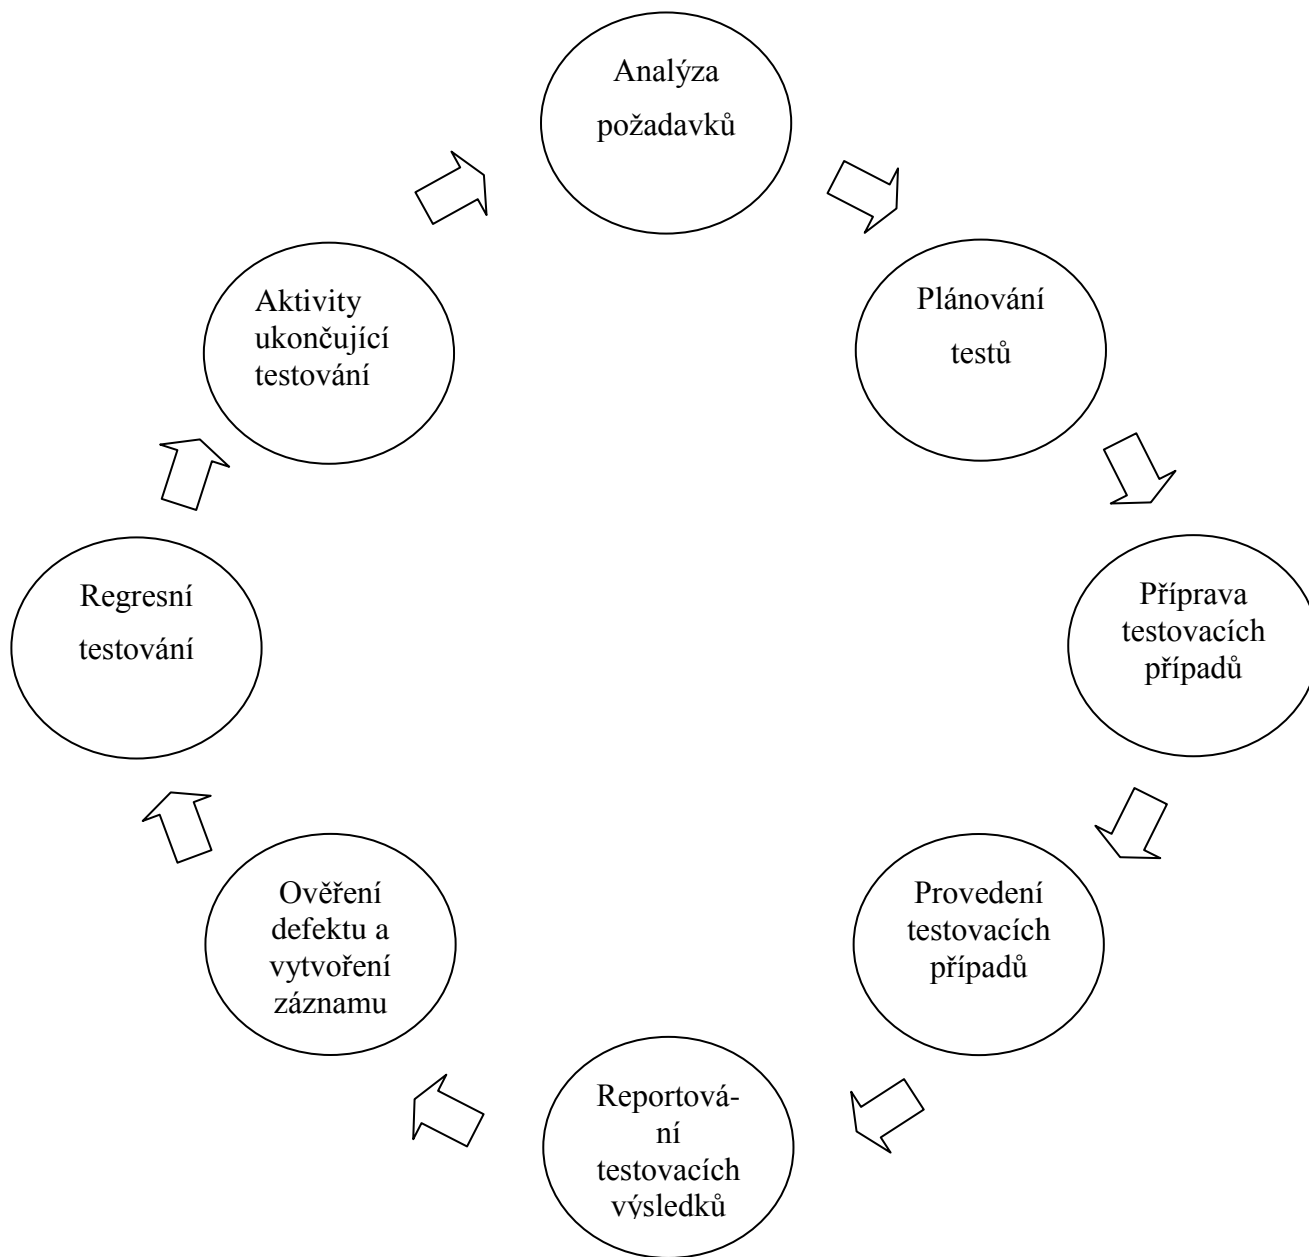 Analýza
požadavků
Plánování
testů
Příprava
testovacích
případů
Provedení
testovacích
případů
Reportová-
ní
testovacích
výsledků
Ověření
defektu a
vytvoření
záznamu
Regresní
testování
Aktivity
ukončující
testování